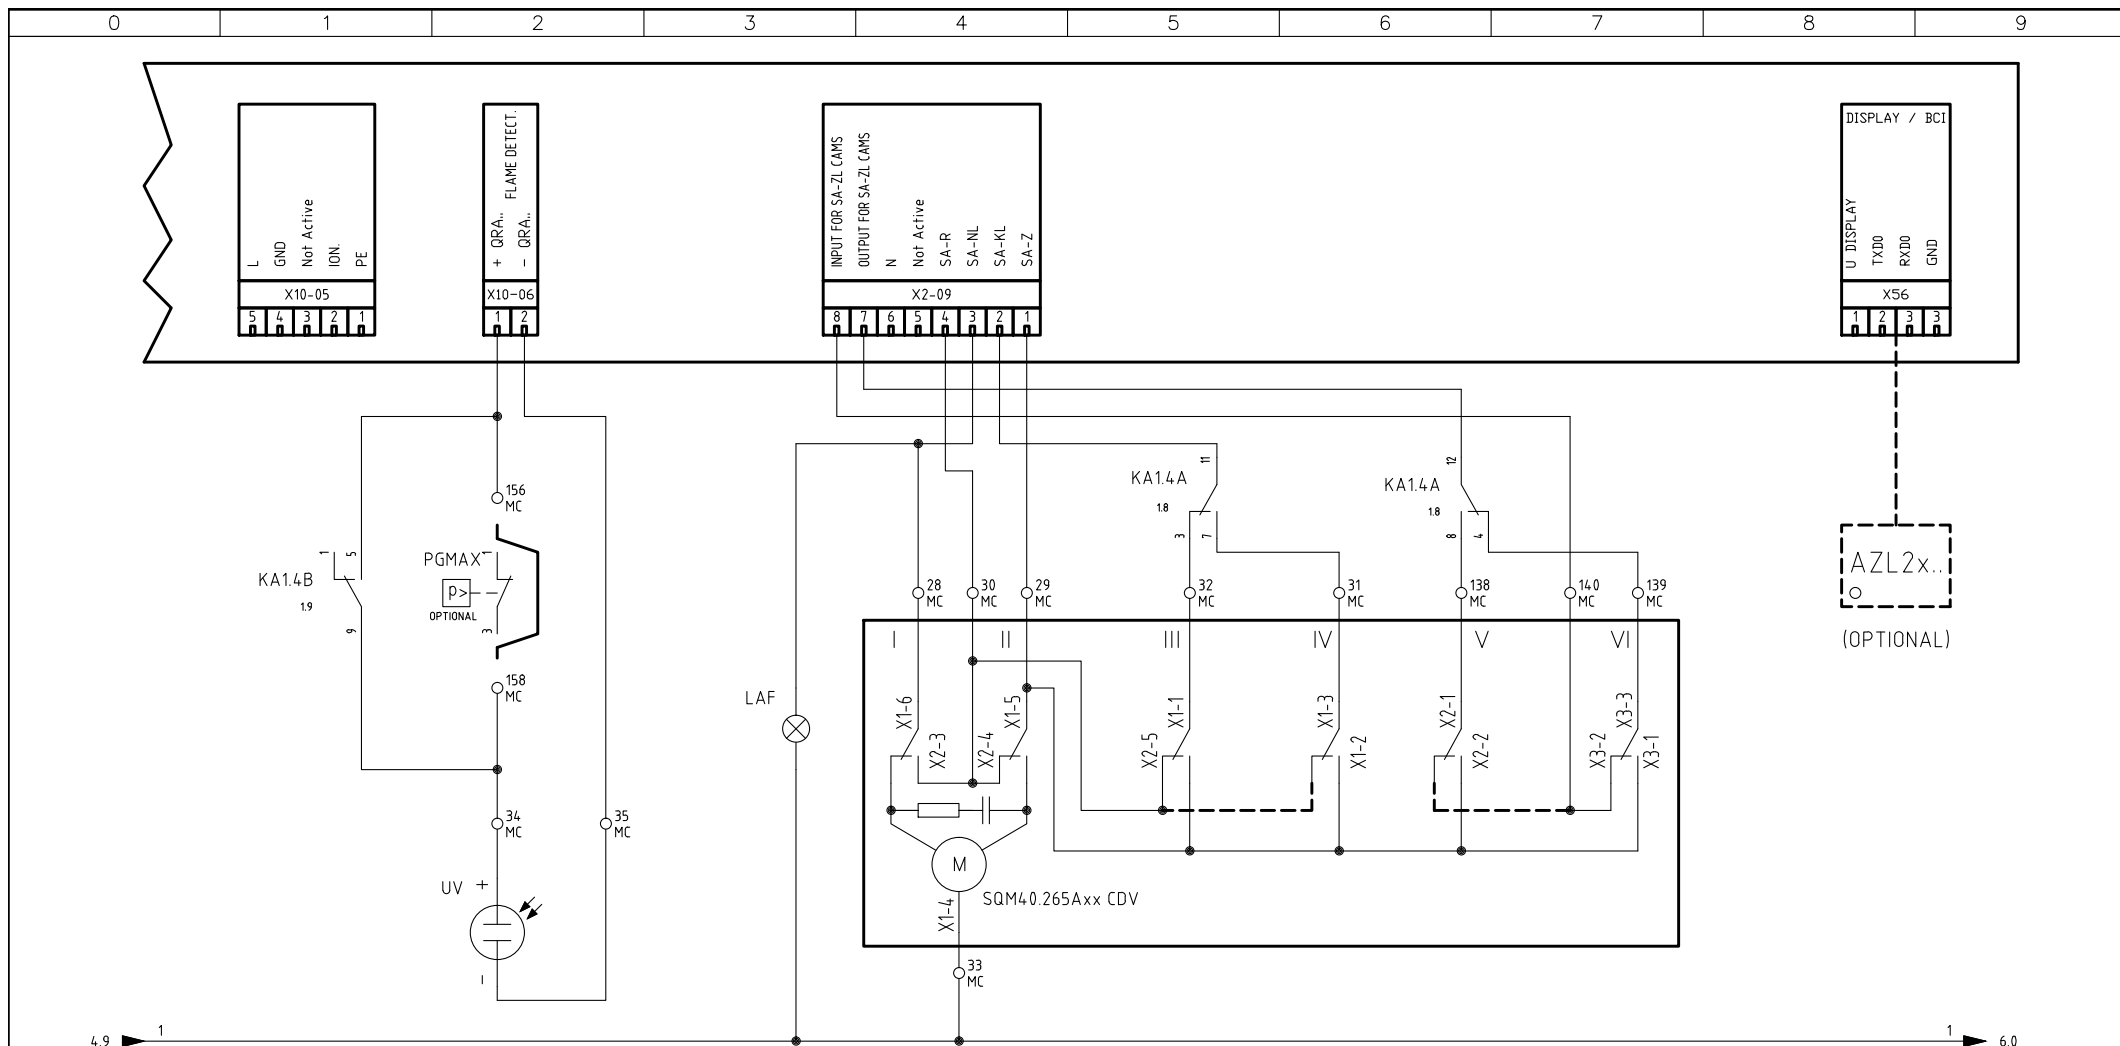 0 1 2 3 4 5 6 7 8 9
L
GND
Not Active
ION.
PE
X10-05
5 4 3 2 1
+ QRA..
- QRA..
FLAME DETECT.
X10-06
1 2
INPUT FOR SA-ZL CAMS
OUTPUT FOR SA-ZL CAMS
N
Not Active
SA-R
SA-NL
SA-KL
SA-Z
X2-09
8 7 6 5 4 3 2 1
DISPLAY / BCI
U DISPLAY
TXD0
RXD0
GND
X56
1 2 3 3
156
MC
KA1.4B
1.9
1
5
9
PGMAX
1
P>
OPTIONAL
3
158
MC
34
MC
35
MC
UV
+
-
LAF
KA1.4A
1.8
11
3
7
KA1.4A
1.8
12
8
4
28
MC
30
MC
29
MC
32
MC
31
MC
138
MC
140
MC
139
MC
I II III IV V VI
X1-6
X2-3
X2-4
X1-5
X2-5
X1-1
X1-3
X1-2
X2-1
X2-2
X3-2
X3-3
X3-1
M
SQM40.265Axx CDV
X1-4
33
MC
AZL2x..
(OPTIONAL)
4.9
1
1
6.0